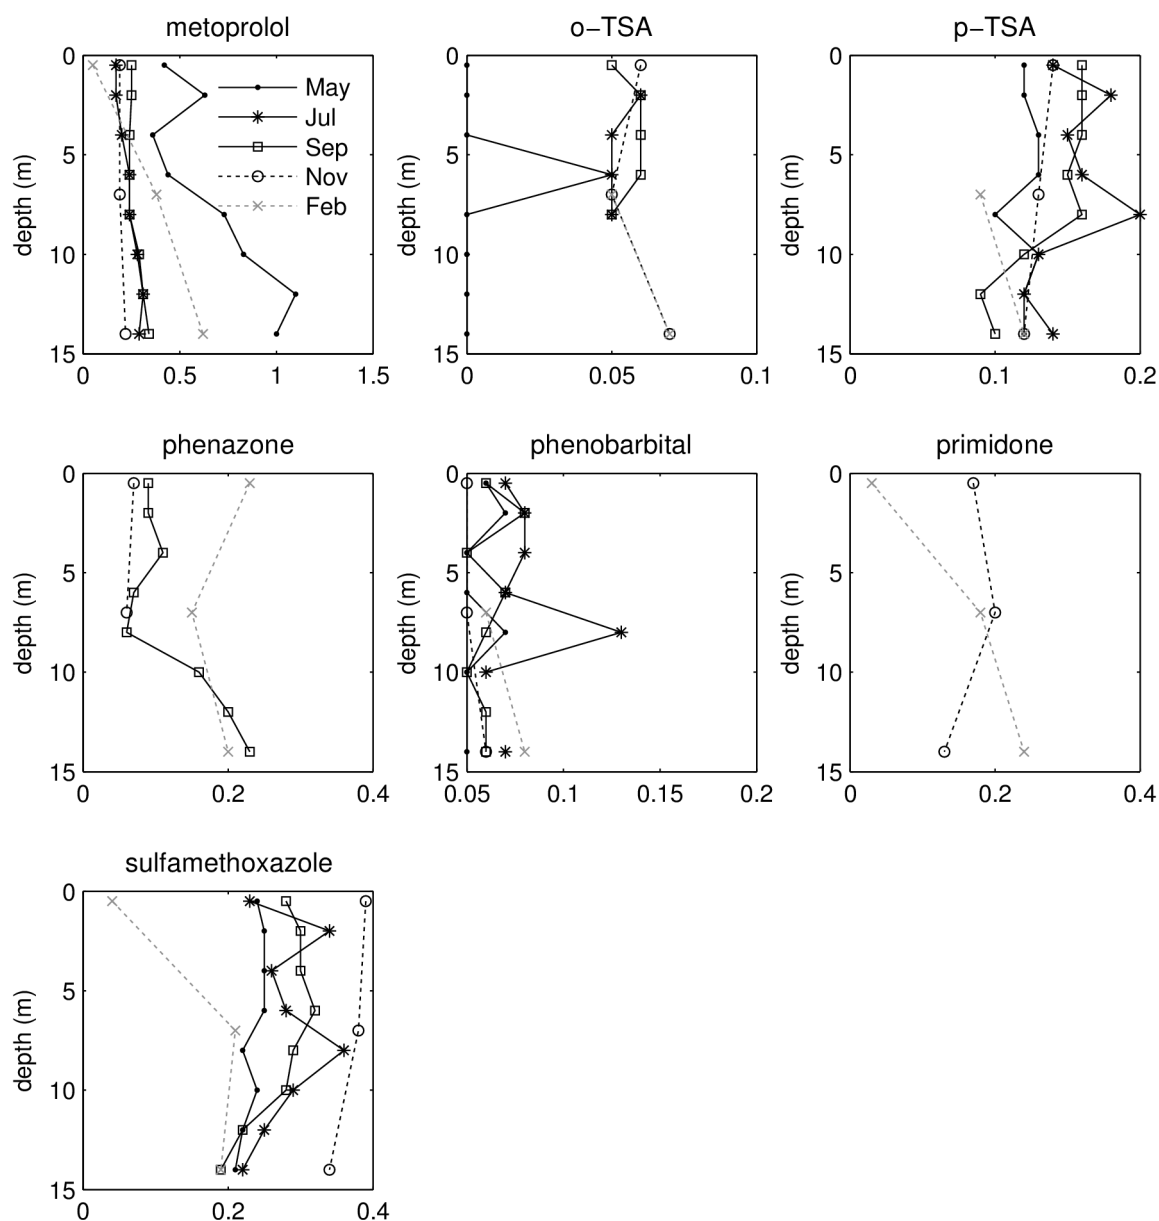 metoprolol
0
5
10
15
depth (m)
0 0.5 1 1.5
May
Jul
Sep
Nov
Feb
o−TSA
0
5
10
15
depth (m)
0 0.05 0.1
p−TSA
0
5
10
15
depth (m)
0 0.1 0.2
phenazone
0
5
10
15
depth (m)
0 0.2 0.4
phenobarbital
0
5
10
15
depth (m)
0.05 0.1 0.15 0.2
primidone
0
5
10
15
depth (m)
0 0.2 0.4
sulfamethoxazole
0
5
10
15
depth (m)
0 0.2 0.4